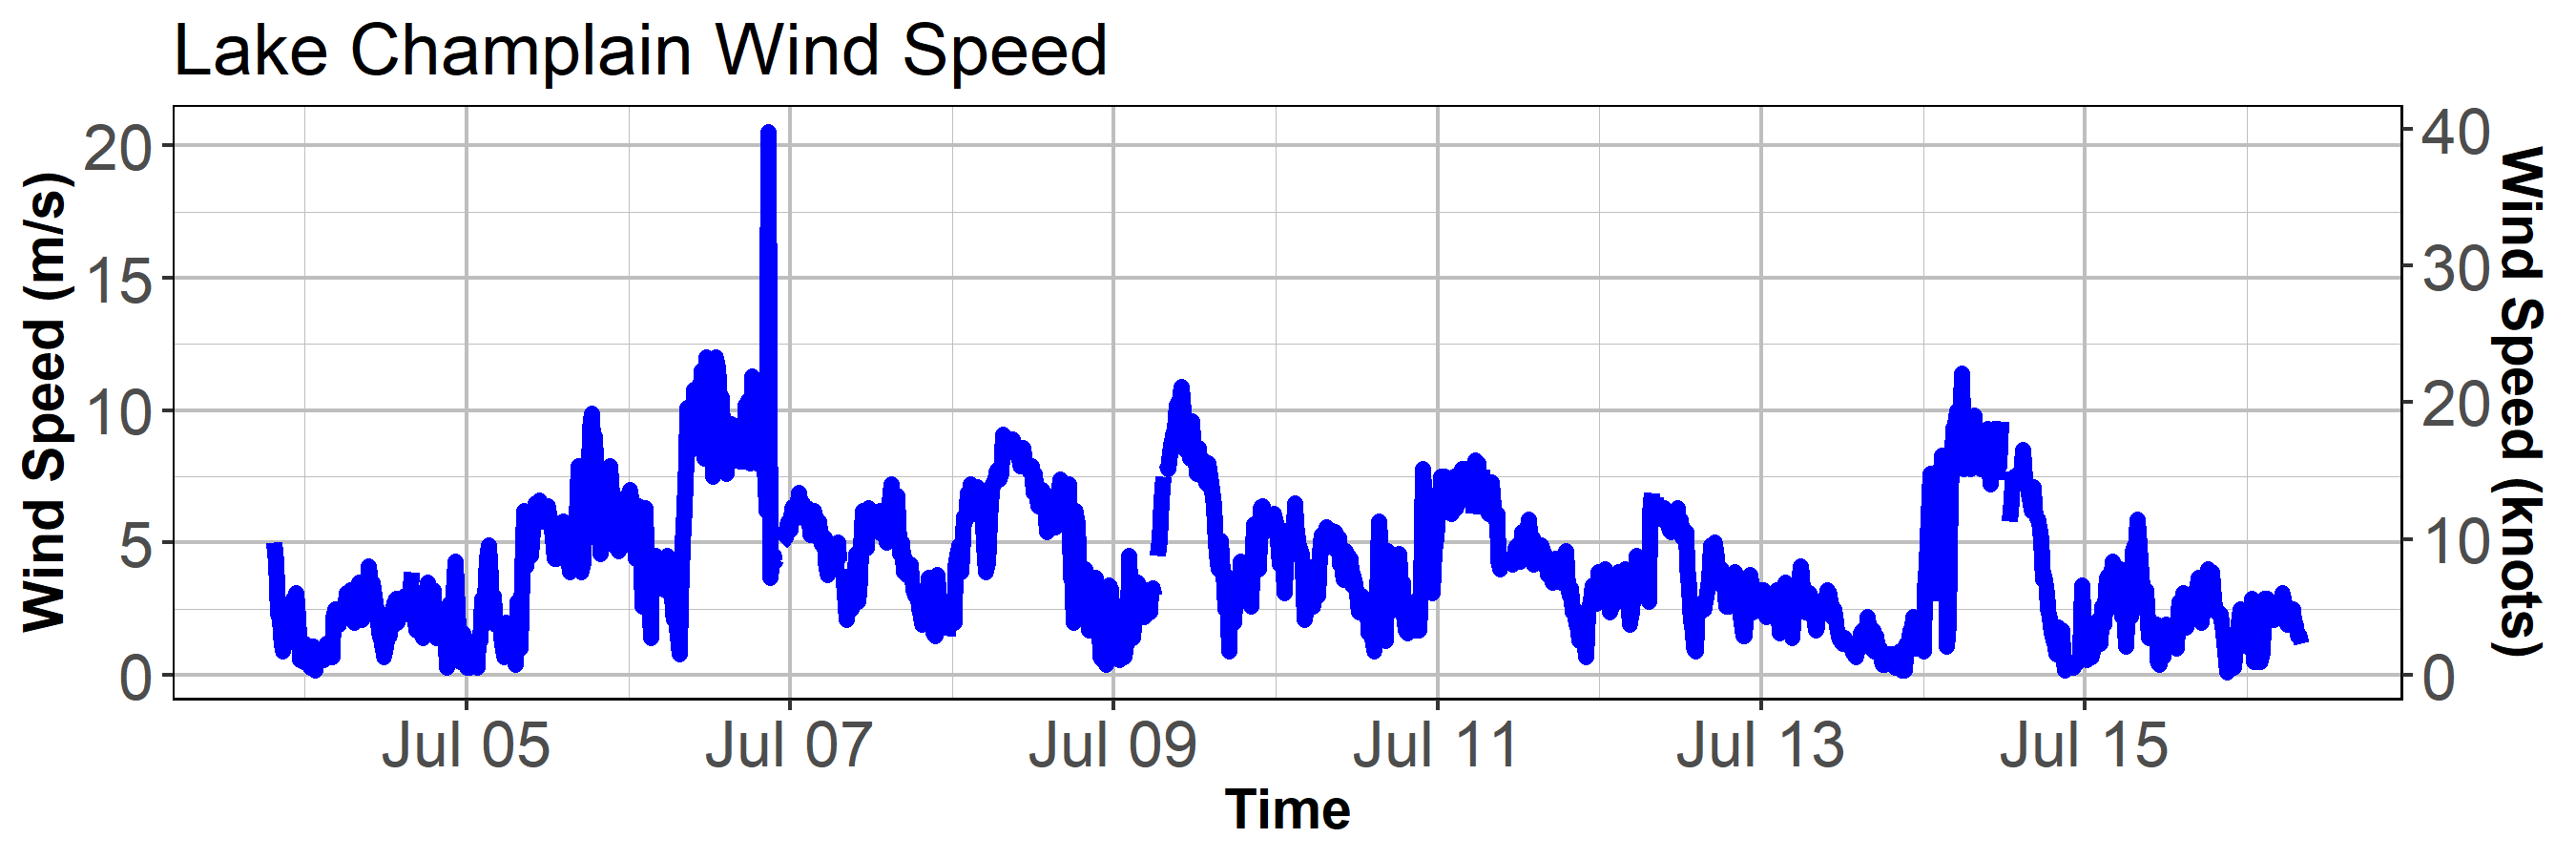 Lake Champlain Wind Speed
Wind Speed (m/s)
20
15
10
5
0
40
30
20
10
0
Wind Speed (knots)
Jul 05
Jul 07
Jul 09
Jul 11
Jul 13
Jul 15
Time